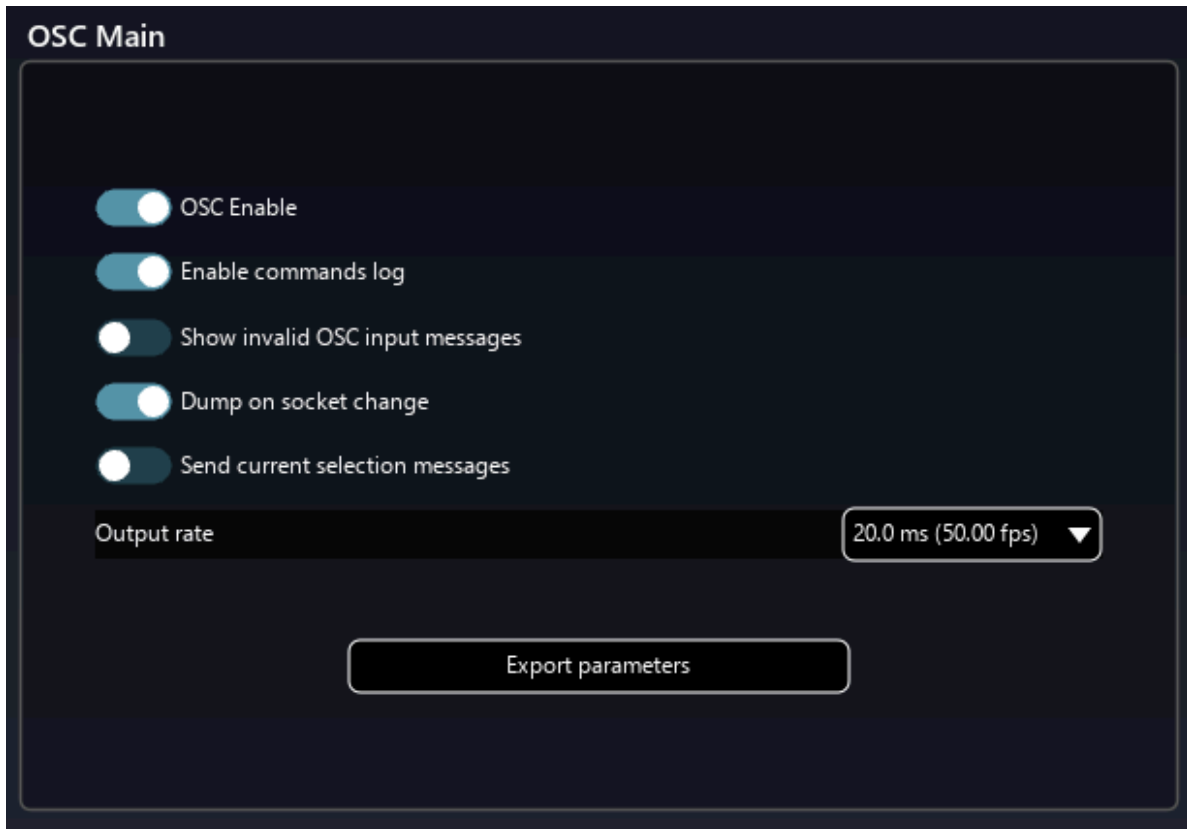 OSC Main
OSC Enable
Enable commands log
Show invalid OSC input messages
Dump on socket change
Send current selection messages
Output rate 20.0 ms (50.00 fps)
Export parameters